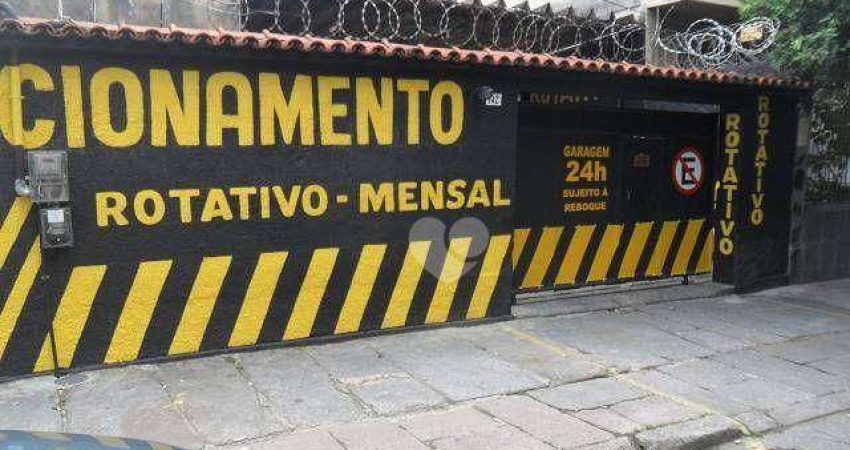 CIONAMENTO
ROTATIVO - MENSAL
GARAGEM
24h
SUJEITO À
REBOQUE
E
ROTATIVO
ROTATIVO